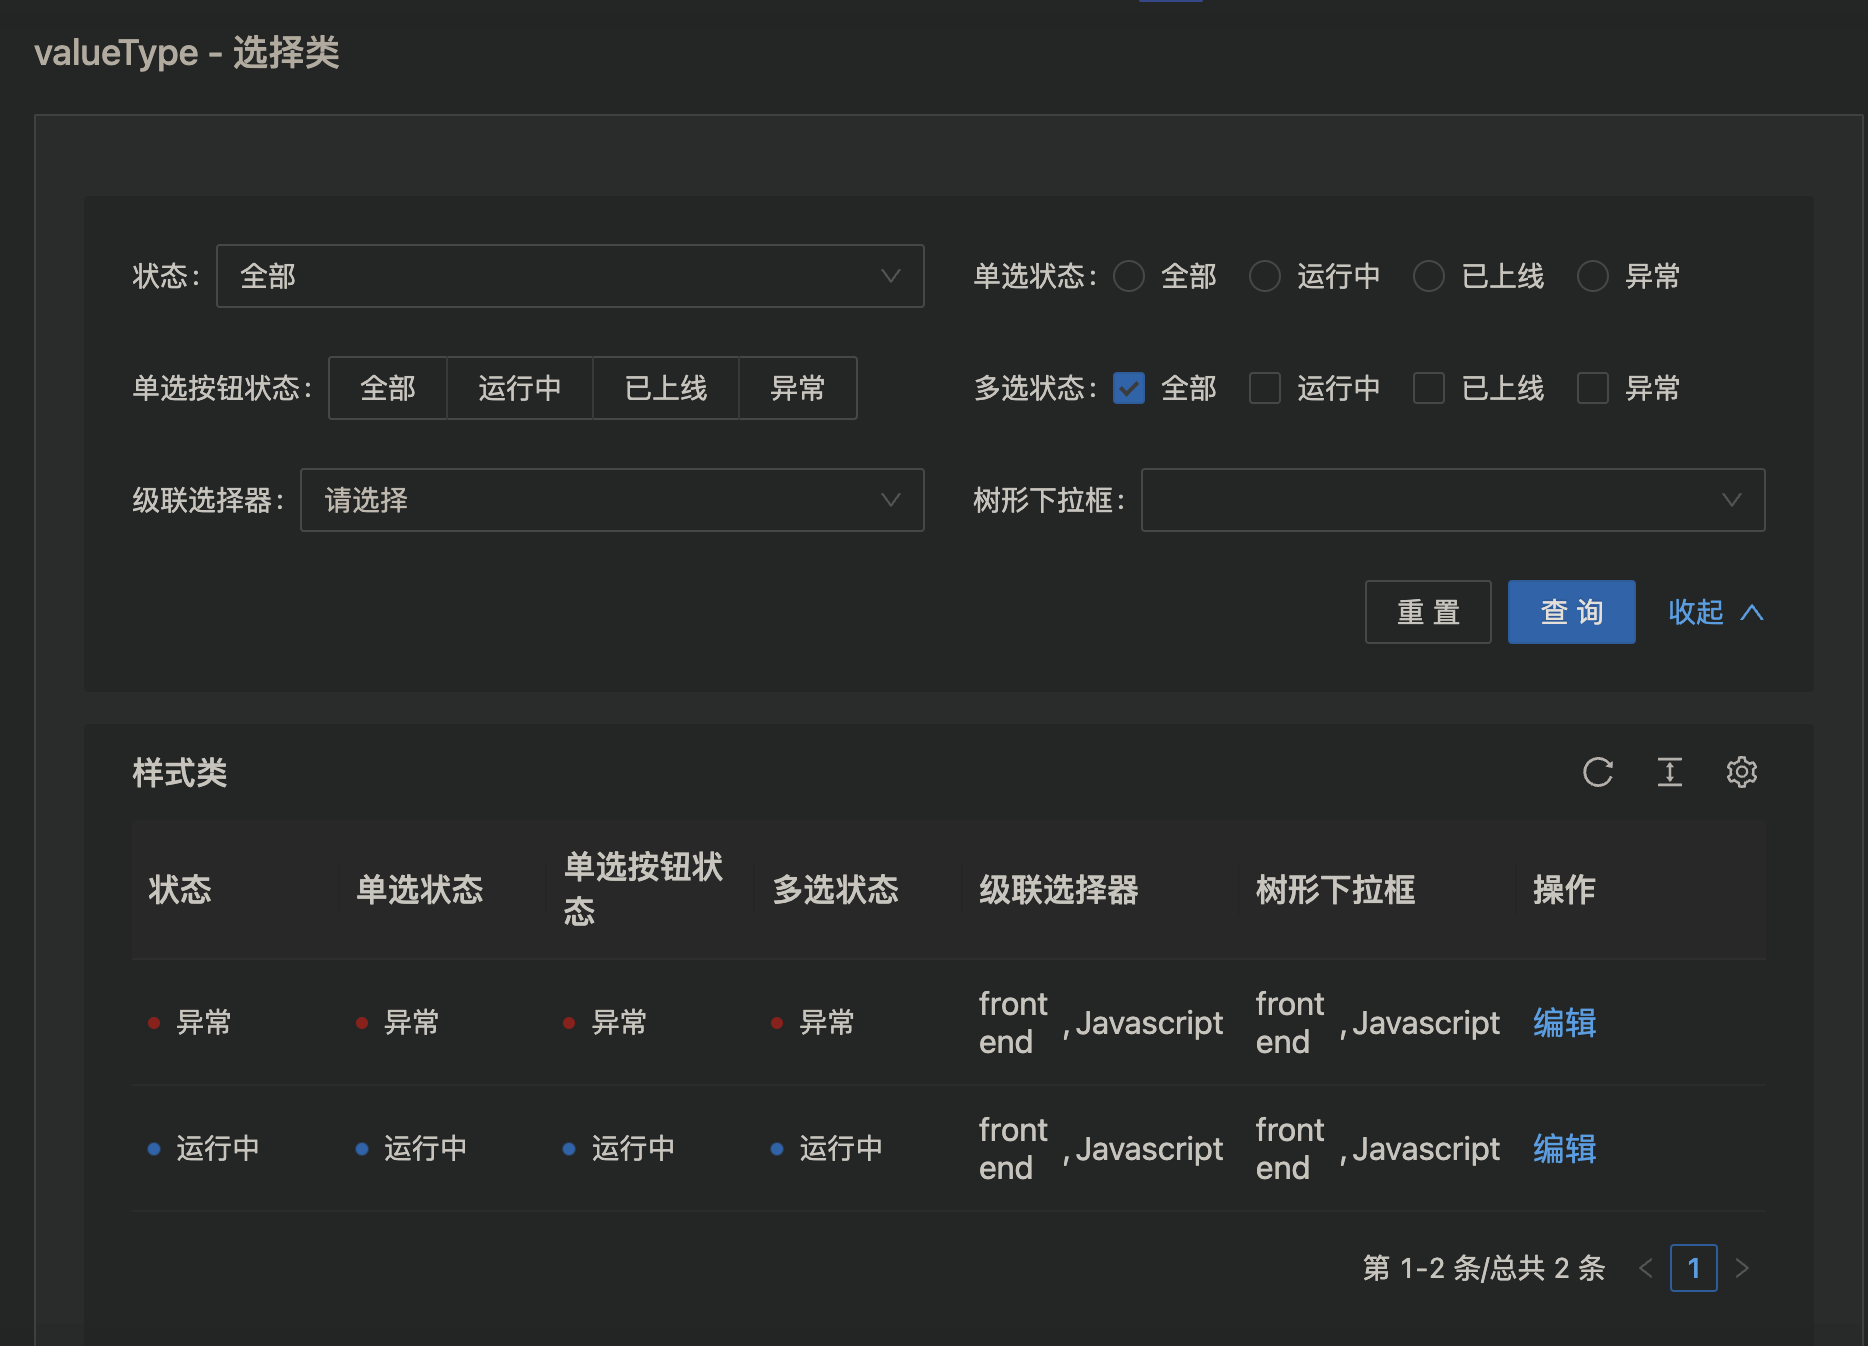 valueType - 选择类
状态: 全部
单选状态: 全部 运行中 已上线 异常
单选按钮状态: 全部 运行中 已上线 异常
多选状态: 全部 运行中 已上线 异常
级联选择器: 请选择
树形下拉框:
重 置 查 询 收起
样式类
状态 单选状态 单选按钮状态 多选状态 级联选择器 树形下拉框 操作
异常 异常 异常 异常 front end ,Javascript front end ,Javascript 编辑
运行中 运行中 运行中 运行中 front end ,Javascript front end ,Javascript 编辑
第 1-2 条/总共 2 条 < 1 >